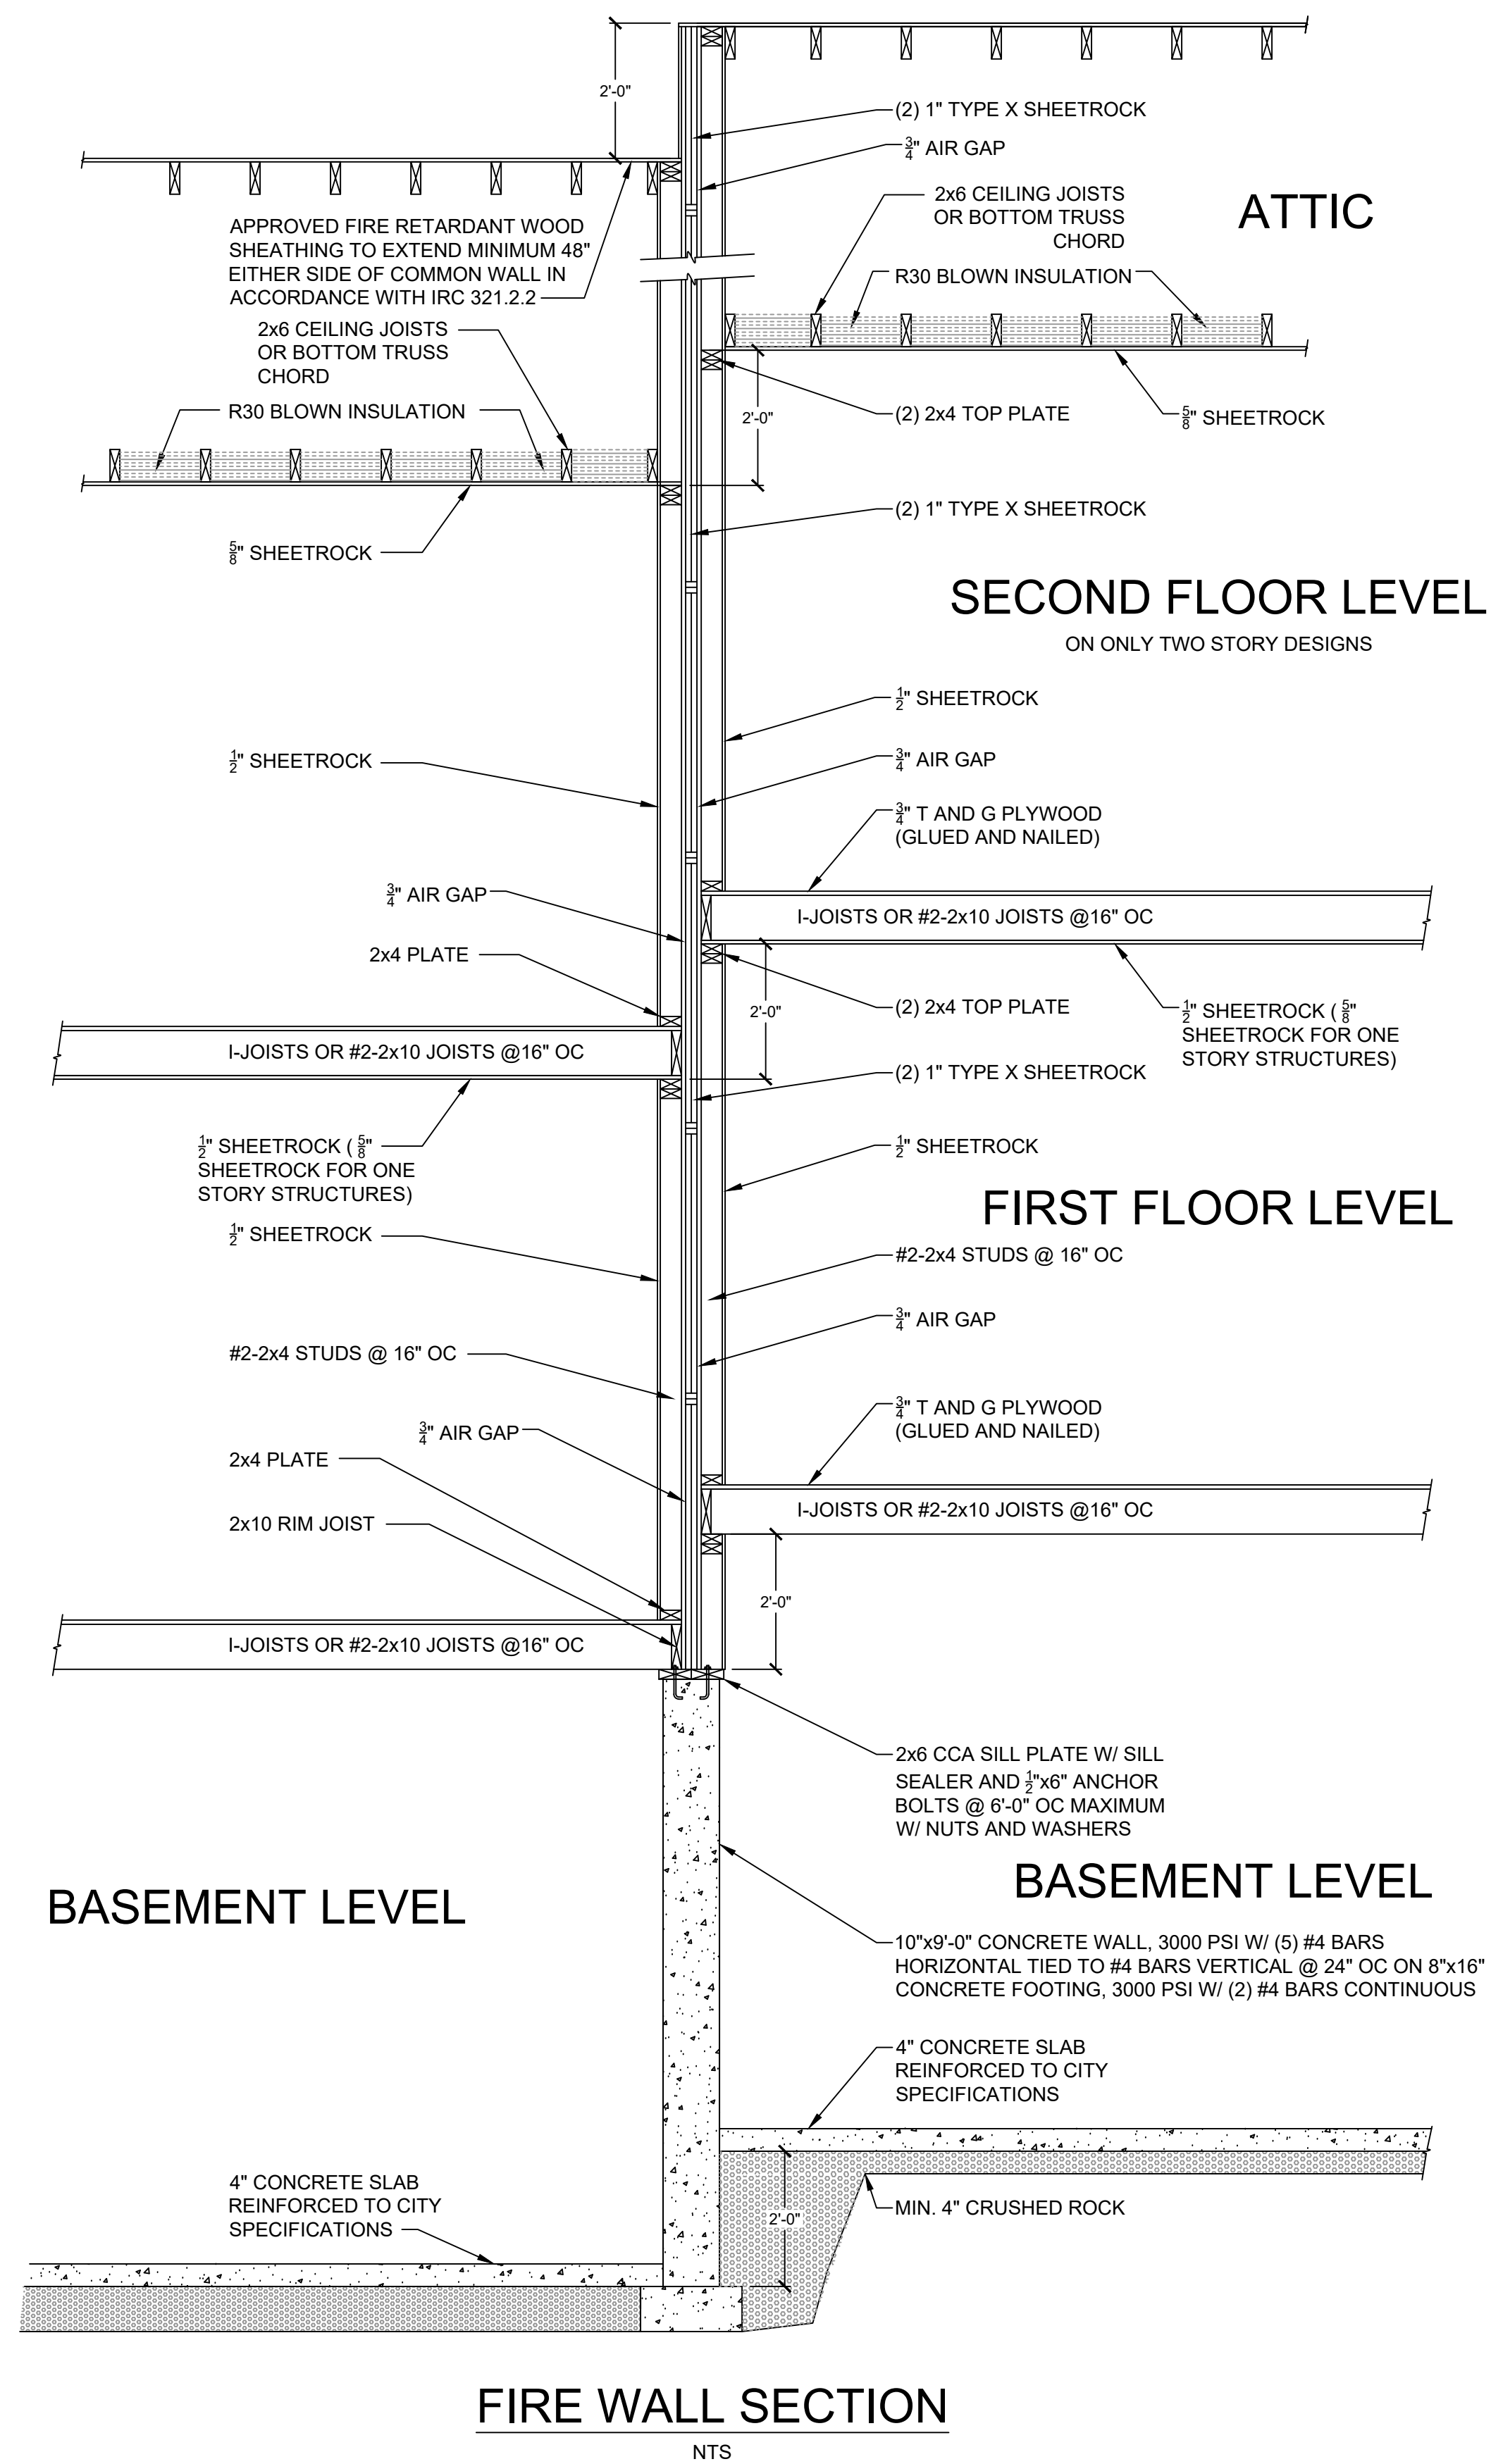 2'-0"
(2) 1" TYPE X SHEETROCK
3/4" AIR GAP
2x6 CEILING JOISTS
OR BOTTOM TRUSS
CHORD
ATTIC
APPROVED FIRE RETARDANT WOOD
SHEATHING TO EXTEND MINIMUM 48"
EITHER SIDE OF COMMON WALL IN
ACCORDANCE WITH IRC 321.2.2
R30 BLOWN INSULATION
2x6 CEILING JOISTS
OR BOTTOM TRUSS
CHORD
R30 BLOWN INSULATION
2'-0"
(2) 2x4 TOP PLATE
5/8" SHEETROCK
(2) 1" TYPE X SHEETROCK
5/8" SHEETROCK
SECOND FLOOR LEVEL
ON ONLY TWO STORY DESIGNS
1/2" SHEETROCK
1/2" SHEETROCK
3/4" AIR GAP
3/4" T AND G PLYWOOD
(GLUED AND NAILED)
3/4" AIR GAP
I-JOISTS OR #2-2x10 JOISTS @16" OC
2x4 PLATE
2'-0"
(2) 2x4 TOP PLATE
1/2" SHEETROCK ( 5/8"
SHEETROCK FOR ONE
STORY STRUCTURES)
I-JOISTS OR #2-2x10 JOISTS @16" OC
(2) 1" TYPE X SHEETROCK
1/2" SHEETROCK ( 5/8"
SHEETROCK FOR ONE
STORY STRUCTURES)
1/2" SHEETROCK
FIRST FLOOR LEVEL
1/2" SHEETROCK
#2-2x4 STUDS @ 16" OC
3/4" AIR GAP
#2-2x4 STUDS @ 16" OC
3/4" T AND G PLYWOOD
(GLUED AND NAILED)
3/4" AIR GAP
2x4 PLATE
I-JOISTS OR #2-2x10 JOISTS @16" OC
2x10 RIM JOIST
2'-0"
I-JOISTS OR #2-2x10 JOISTS @16" OC
2x6 CCA SILL PLATE W/ SILL
SEALER AND 1/2"x6" ANCHOR
BOLTS @ 6'-0" OC MAXIMUM
W/ NUTS AND WASHERS
BASEMENT LEVEL
BASEMENT LEVEL
10"x9'-0" CONCRETE WALL, 3000 PSI W/ (5) #4 BARS
HORIZONTAL TIED TO #4 BARS VERTICAL @ 24" OC ON 8"x16"
CONCRETE FOOTING, 3000 PSI W/ (2) #4 BARS CONTINUOUS
4" CONCRETE SLAB
REINFORCED TO CITY
SPECIFICATIONS
4" CONCRETE SLAB
REINFORCED TO CITY
SPECIFICATIONS
MIN. 4" CRUSHED ROCK
2'-0"
FIRE WALL SECTION
NTS